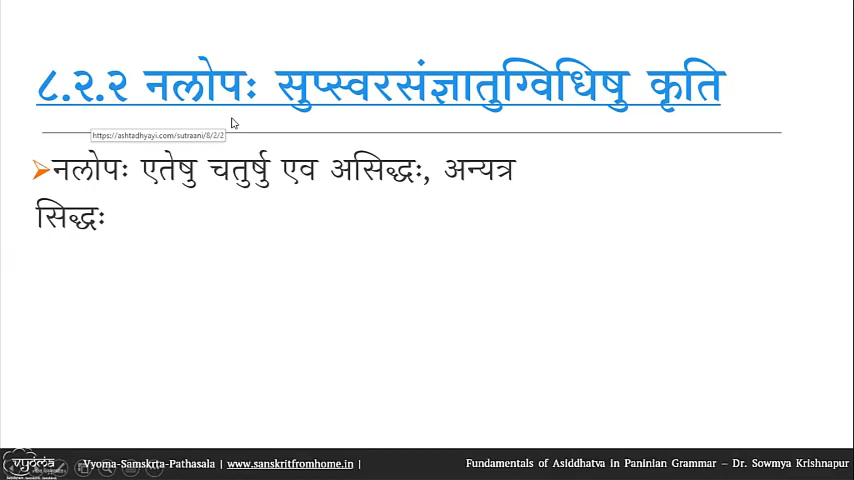 ८.२.२ नलोपः सुप्स्वरसंज्ञातुग्विधिषु कृति
https://ashtadhyayi.com/sutraani/8/2/2
नलोपः एतेषु चतुर्षु एव असिद्धः, अन्यत्र
सिद्धः
vyoma
Vyoma-Samskrta-Pathasala | www.sanskritfromhome.in |
Fundamentals of Asiddhatva in Paninian Grammar – Dr. Sowmya Krishnapur